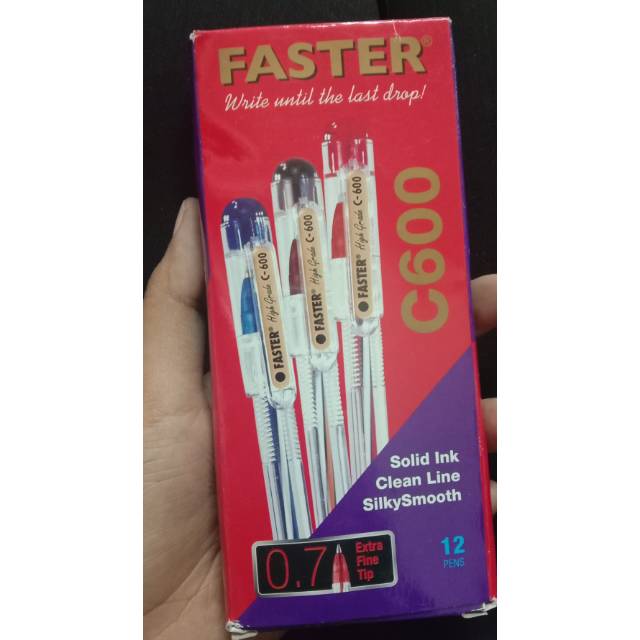 FASTER®
Write until the last drop!
C600
FASTER® High Grade C-600
FASTER® High Grade C-600
FASTER® High Grade C-600
Solid Ink
Clean Line
SilkySmooth
0.7
Extra
Fine
Tip
12
PENS